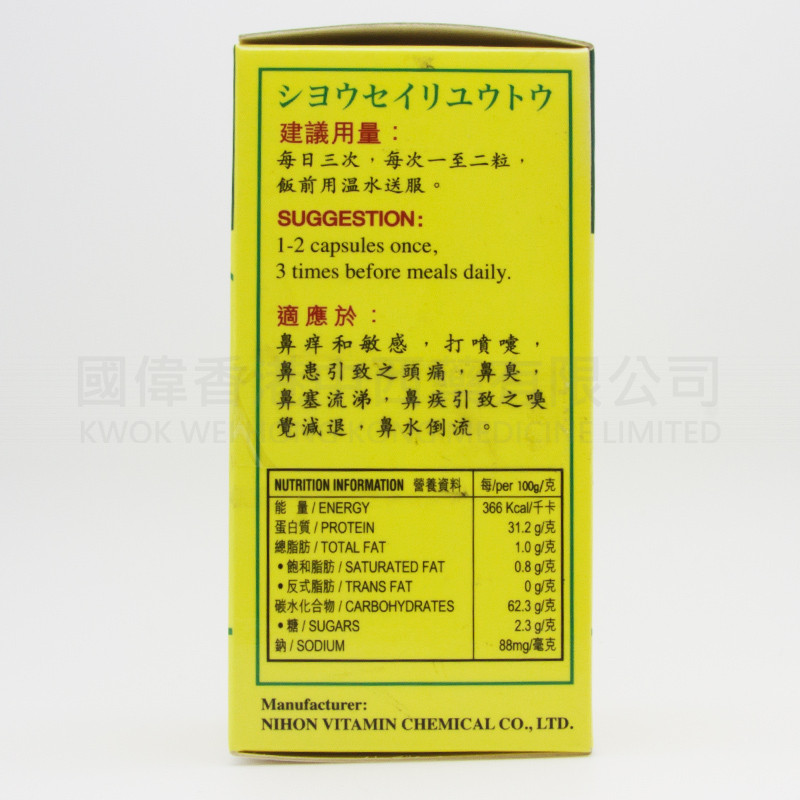 シヨウセイリユウトウ
建議用量：
每日三次，每次一至二粒，
飯前用溫水送服。
SUGGESTION:
1-2 capsules once,
3 times before meals daily.
適應於：
鼻痒和敏感，打噴嚏，
鼻患引致之頭痛，鼻臭，
鼻塞流涕，鼻疾引致之嗅
覺減退，鼻水倒流。
NUTRITION INFORMATION 營養資料 每/per 100g/克
能 量 / ENERGY 366 Kcal/千卡
蛋白質 / PROTEIN 31.2 g/克
總脂肪 / TOTAL FAT 1.0 g/克
• 飽和脂肪 / SATURATED FAT 0.8 g/克
• 反式脂肪 / TRANS FAT 0 g/克
碳水化合物 / CARBOHYDRATES 62.3 g/克
• 糖 / SUGARS 2.3 g/克
鈉 / SODIUM 88mg/毫克
Manufacturer:
NIHON VITAMIN CHEMICAL CO., LTD.
國偉香港 有限公司
KWOK WEI HONG KONG MEDICINE LIMITED